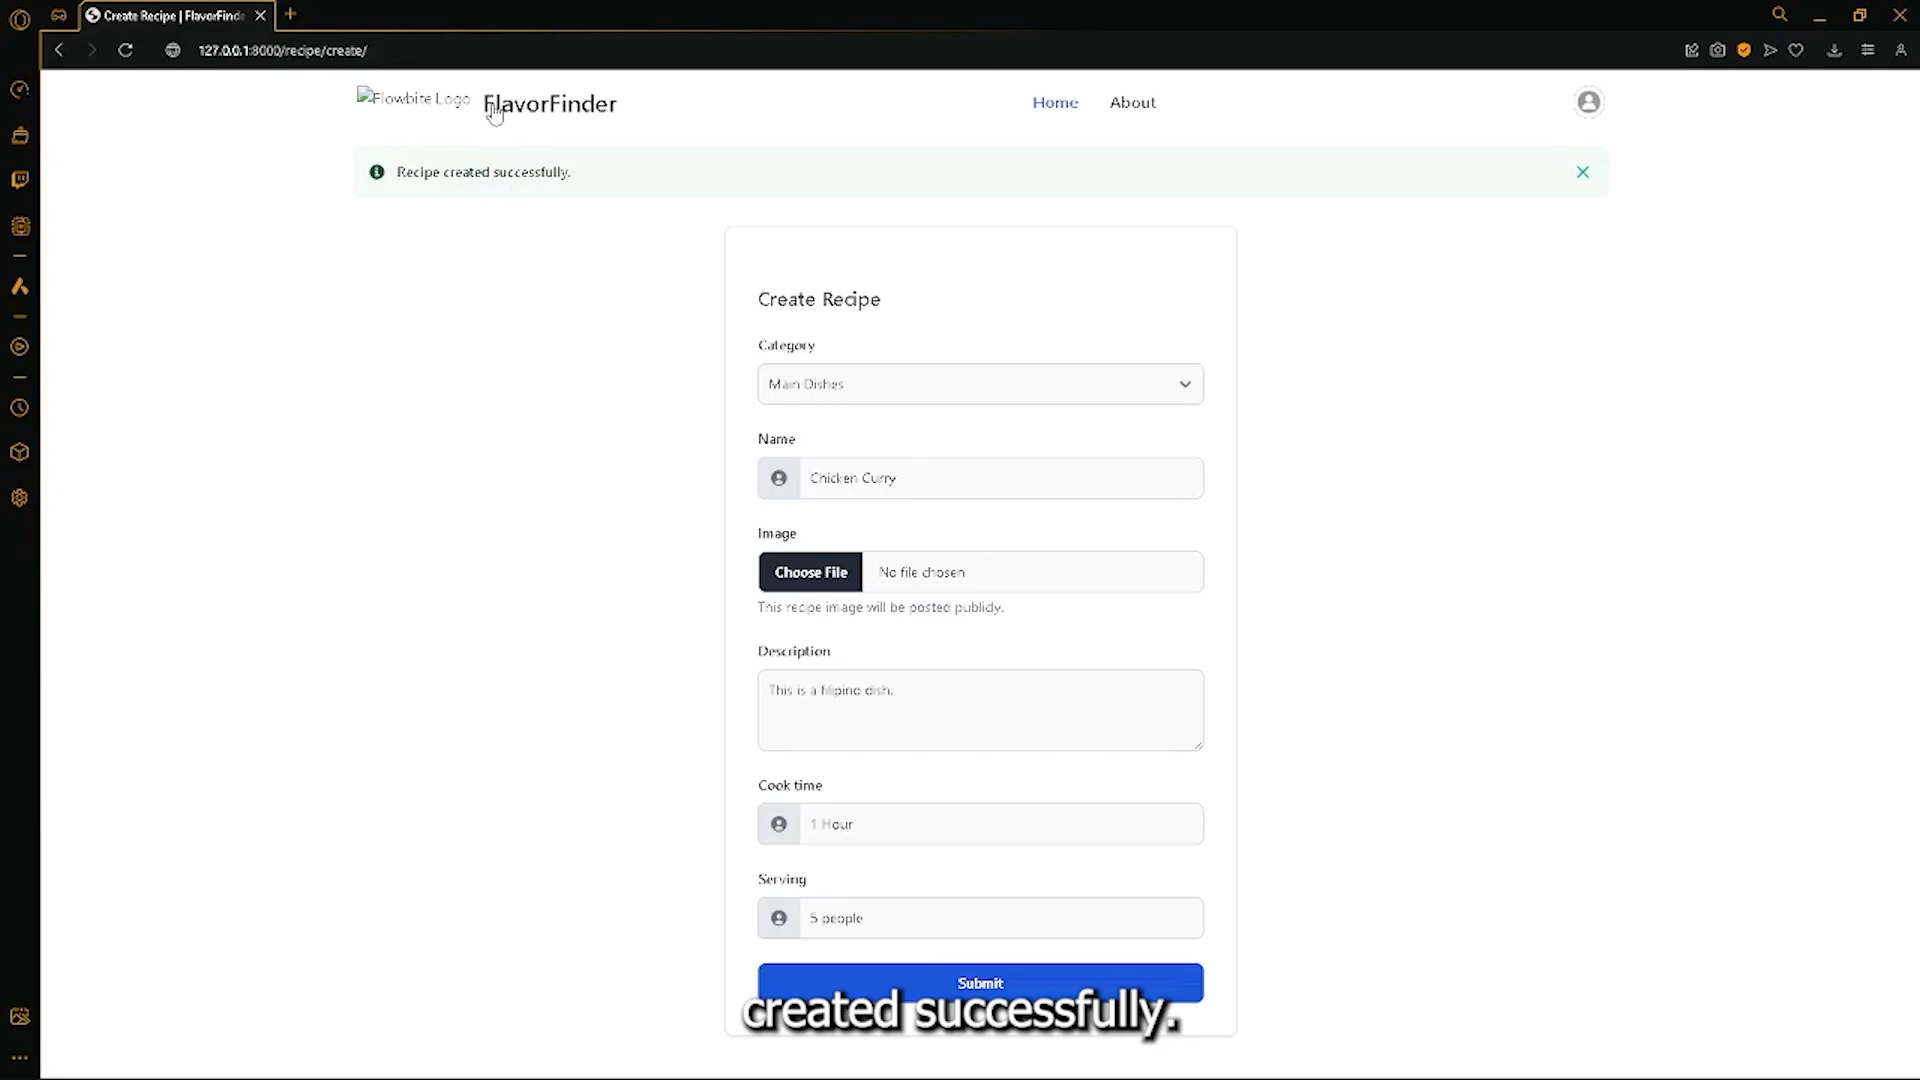 Create Recipe | FlavorFinde
127.0.0.1:8000/recipe/create/
Flowbite Logo
FlavorFinder
Home
About
Recipe created successfully.
Create Recipe
Category
Main Dishes
Name
Chicken Curry
Image
Choose File
No file chosen
This recipe image will be posted publicly.
Description
This is a filipino dish.
Cook time
1 Hour
Serving
5 people
Submit
created successfully.